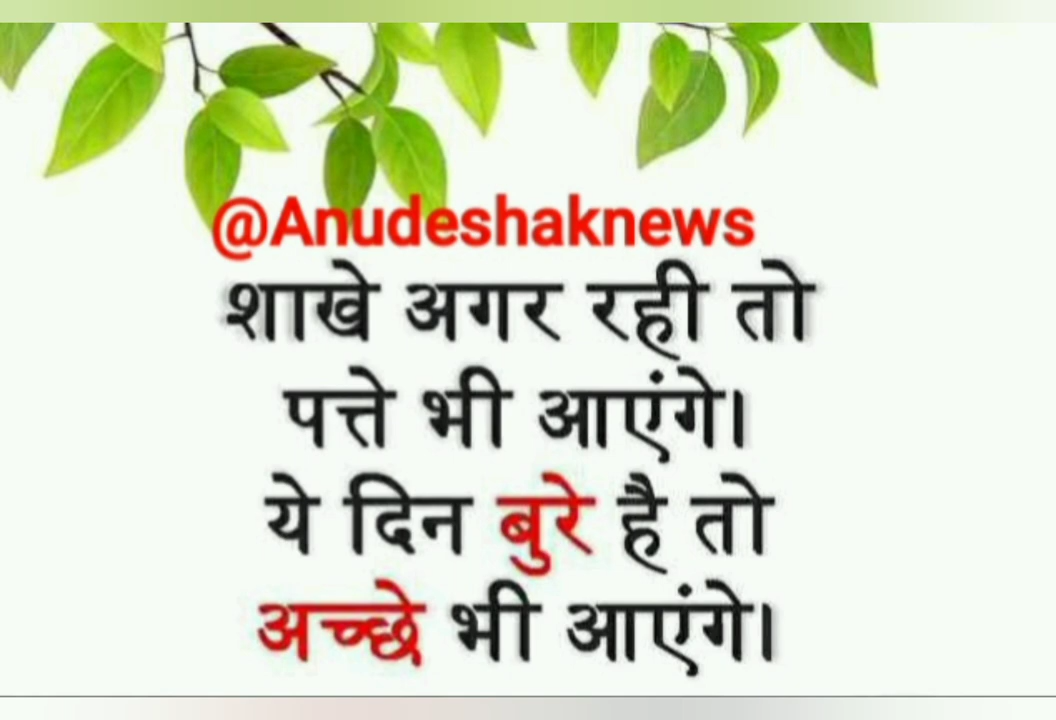 @Anudeshaknews
शाखे अगर रही तो
पत्ते भी आएंगे।
ये दिन बुरे है तो
अच्छे भी आएंगे।